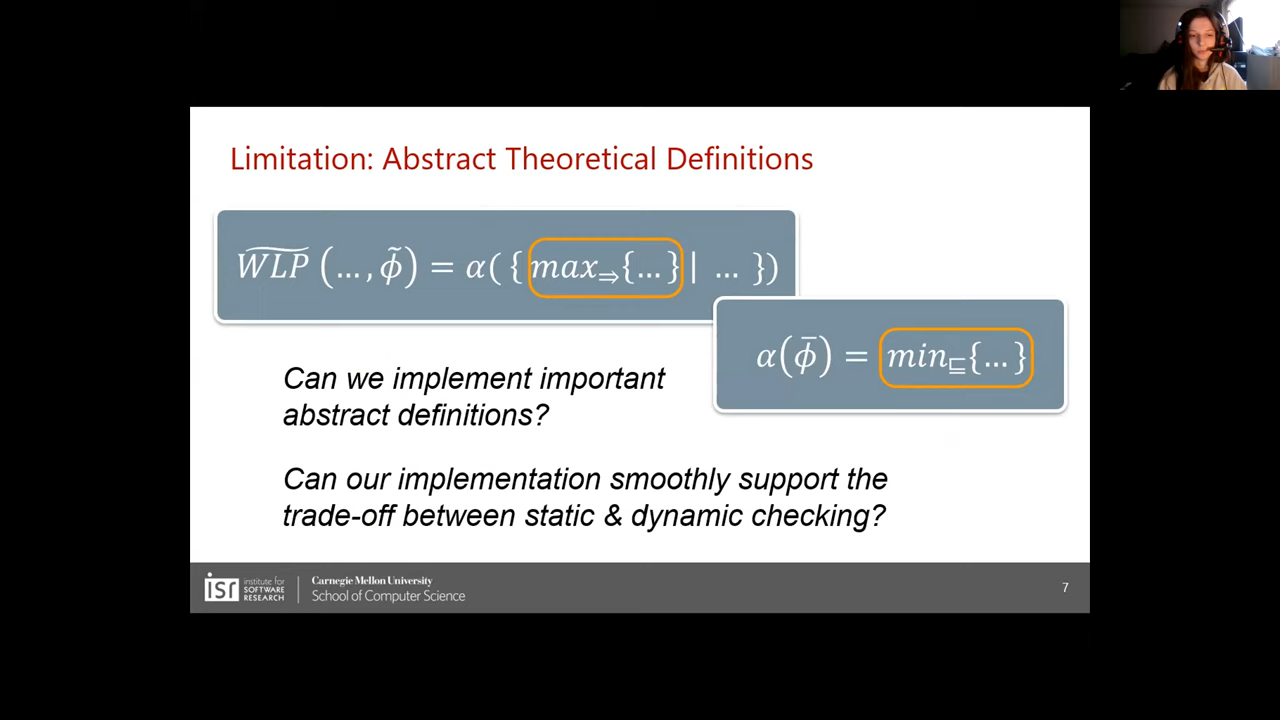 Limitation: Abstract Theoretical Definitions
W̃L̃P̃ (…, ϕ̃) = α( { max⇒{…} | … })
α(ϕ̄) = min⊑{…}
Can we implement important
abstract definitions?
Can our implementation smoothly support the
trade-off between static & dynamic checking?
isr
institute for
SOFTWARE
RESEARCH
Carnegie Mellon University
School of Computer Science
7